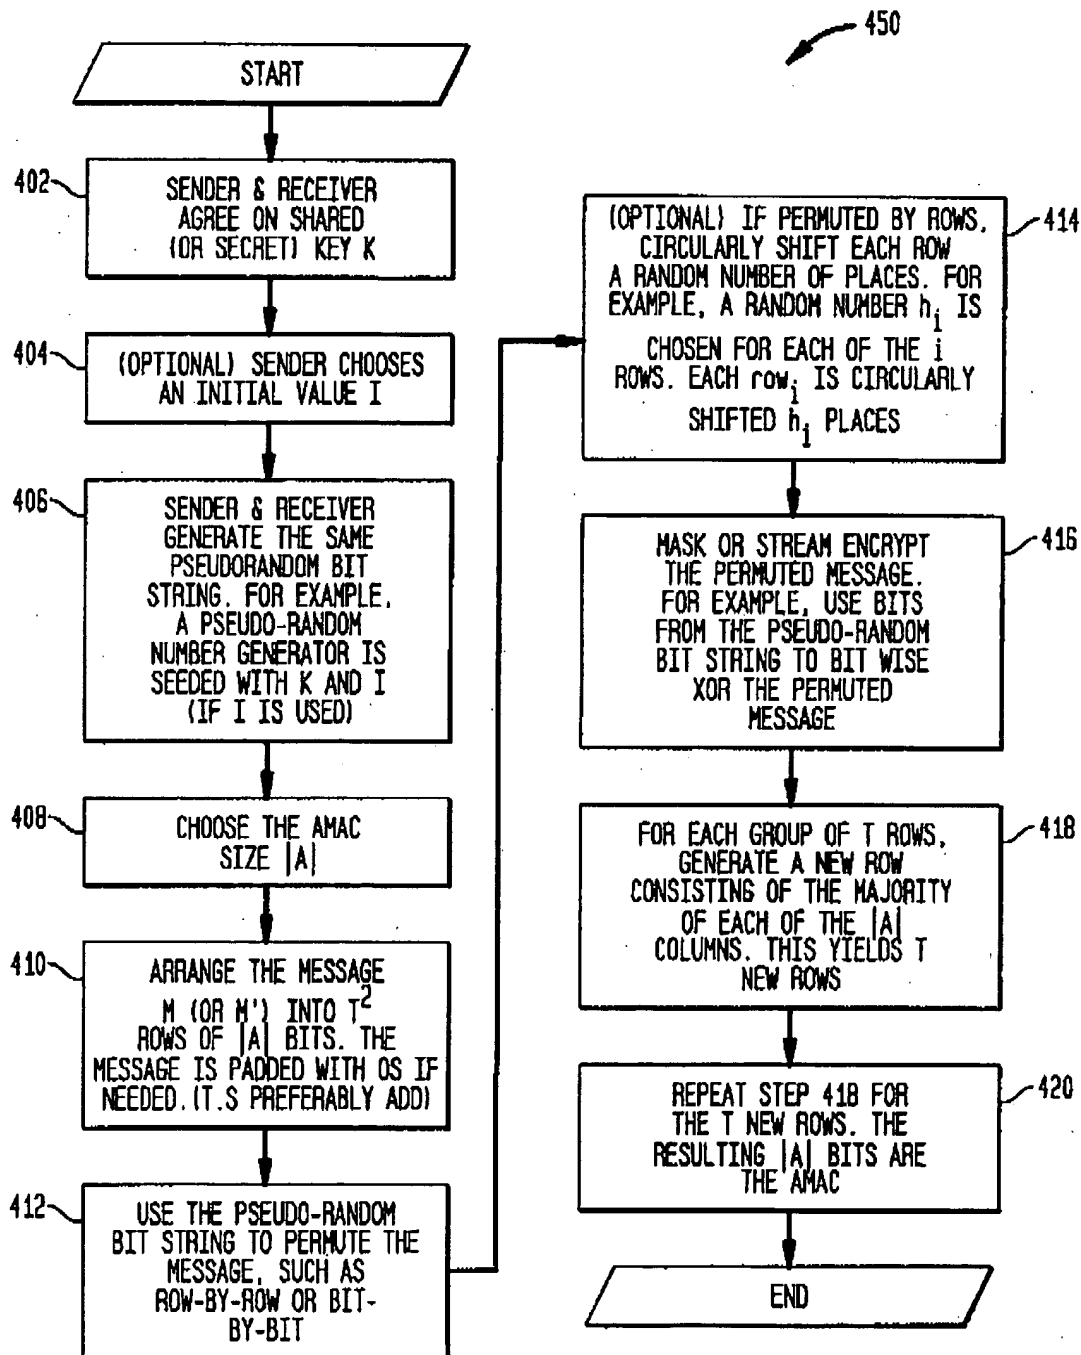 450
START
402
SENDER & RECEIVER
AGREE ON SHARED
(OR SECRET) KEY K
404
(OPTIONAL) SENDER CHOOSES
AN INITIAL VALUE I
406
SENDER & RECEIVER
GENERATE THE SAME
PSEUDORANDOM BIT
STRING. FOR EXAMPLE,
A PSEUDO-RANDOM
NUMBER GENERATOR IS
SEEDED WITH K AND I
(IF I IS USED)
408
CHOOSE THE AMAC
SIZE |A|
410
ARRANGE THE MESSAGE
M (OR M') INTO T²
ROWS OF |A| BITS. THE
MESSAGE IS PADDED WITH OS IF
NEEDED.(T.S PREFERABLY ADD)
412
USE THE PSEUDO-RANDOM
BIT STRING TO PERMUTE THE
MESSAGE, SUCH AS
ROW-BY-ROW OR BIT-
BY-BIT
414
(OPTIONAL) IF PERMUTED BY ROWS,
CIRCULARLY SHIFT EACH ROW
A RANDOM NUMBER OF PLACES. FOR
EXAMPLE, A RANDOM NUMBER hᵢ IS
CHOSEN FOR EACH OF THE i
ROWS. EACH rowᵢ IS CIRCULARLY
SHIFTED hᵢ PLACES
416
MASK OR STREAM ENCRYPT
THE PERMUTED MESSAGE.
FOR EXAMPLE, USE BITS
FROM THE PSEUDO-RANDOM
BIT STRING TO BIT WISE
XOR THE PERMUTED
MESSAGE
418
FOR EACH GROUP OF T ROWS,
GENERATE A NEW ROW
CONSISTING OF THE MAJORITY
OF EACH OF THE |A|
COLUMNS. THIS YIELDS T
NEW ROWS
420
REPEAT STEP 418 FOR
THE T NEW ROWS. THE
RESULTING |A| BITS ARE
THE AMAC
END